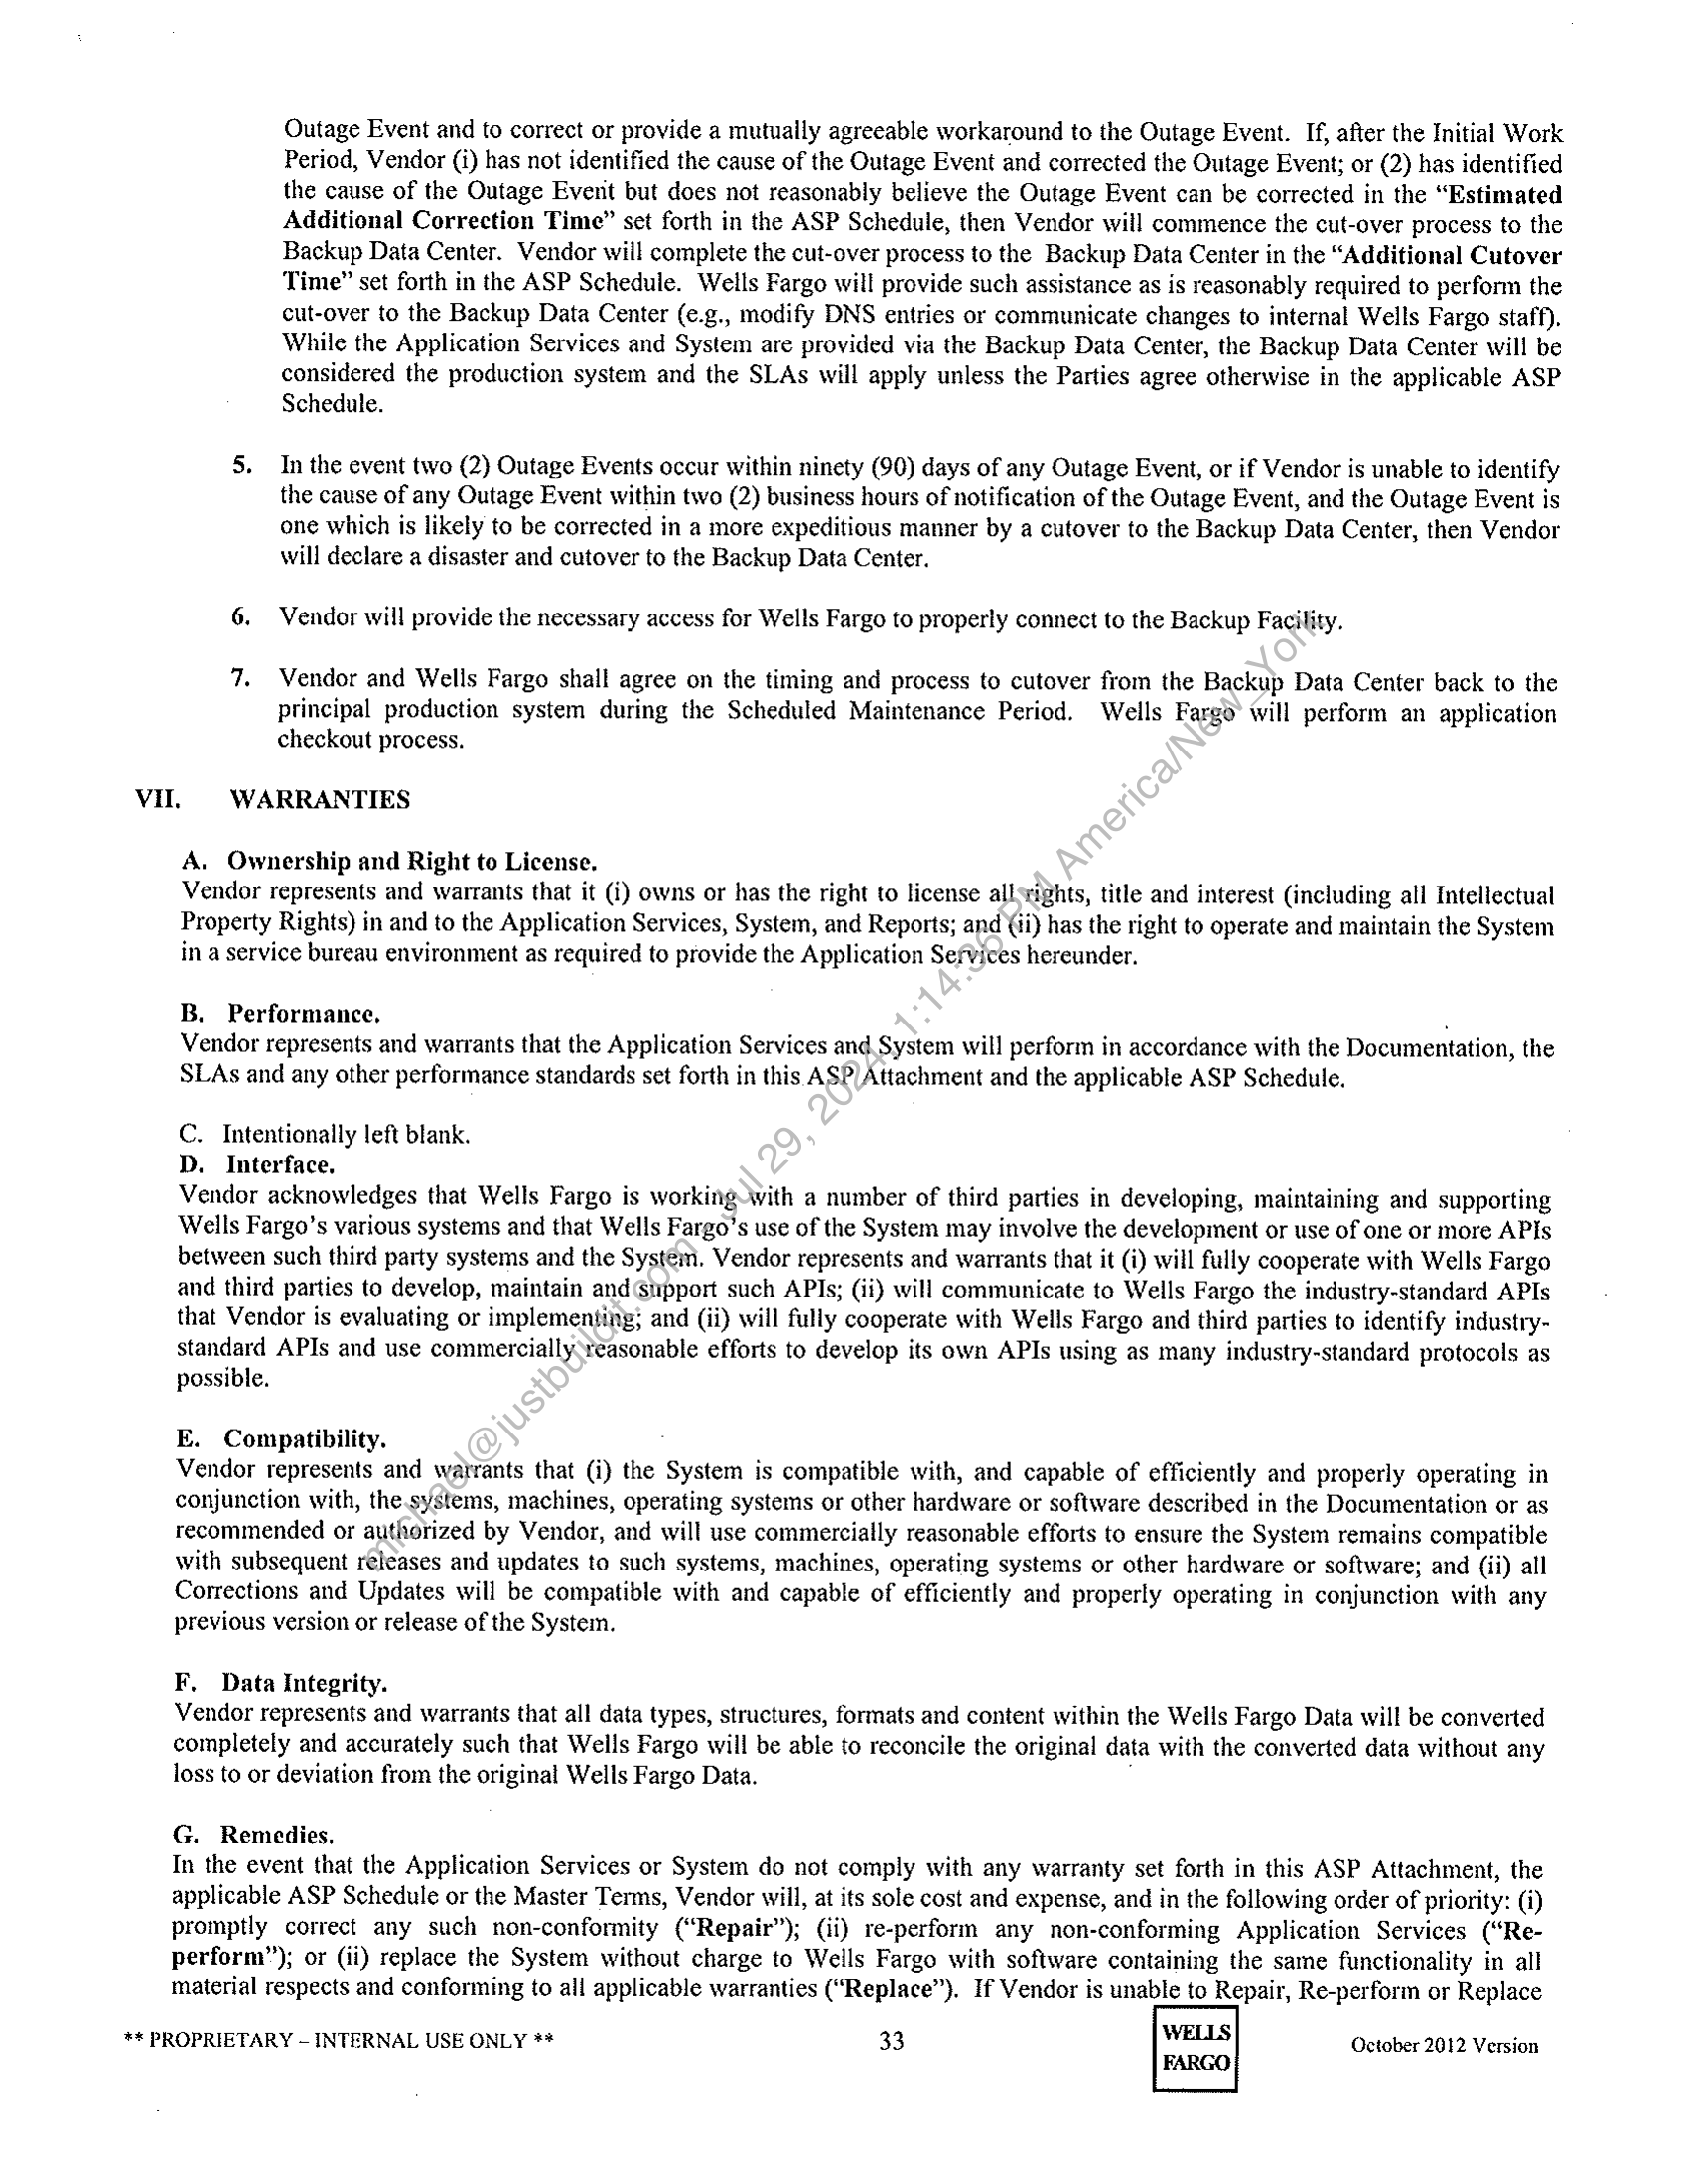 Outage Event and to correct or provide a mutually agreeable workaround to the Outage Event. If, after the Initial Work
Period, Vendor (i) has not identified the cause of the Outage Event and corrected the Outage Event; or (2) has identified
the cause of the Outage Event but does not reasonably believe the Outage Event can be corrected in the “Estimated
Additional Correction Time” set forth in the ASP Schedule, then Vendor will commence the cut-over process to the
Backup Data Center. Vendor will complete the cut-over process to the Backup Data Center in the “Additional Cutover
Time” set forth in the ASP Schedule. Wells Fargo will provide such assistance as is reasonably required to perform the
cut-over to the Backup Data Center (e.g., modify DNS entries or communicate changes to internal Wells Fargo staff).
While the Application Services and System are provided via the Backup Data Center, the Backup Data Center will be
considered the production system and the SLAs will apply unless the Parties agree otherwise in the applicable ASP
Schedule.
5. In the event two (2) Outage Events occur within ninety (90) days of any Outage Event, or if Vendor is unable to identify
the cause of any Outage Event within two (2) business hours of notification of the Outage Event, and the Outage Event is
one which is likely to be corrected in a more expeditious manner by a cutover to the Backup Data Center, then Vendor
will declare a disaster and cutover to the Backup Data Center.
6. Vendor will provide the necessary access for Wells Fargo to properly connect to the Backup Facility.
7. Vendor and Wells Fargo shall agree on the timing and process to cutover from the Backup Data Center back to the
principal production system during the Scheduled Maintenance Period. Wells Fargo will perform an application
checkout process.
VII. WARRANTIES
A. Ownership and Right to License.
Vendor represents and warrants that it (i) owns or has the right to license all rights, title and interest (including all Intellectual
Property Rights) in and to the Application Services, System, and Reports; and (ii) has the right to operate and maintain the System
in a service bureau environment as required to provide the Application Services hereunder.
B. Performance.
Vendor represents and warrants that the Application Services and System will perform in accordance with the Documentation, the
SLAs and any other performance standards set forth in this ASP Attachment and the applicable ASP Schedule.
C. Intentionally left blank.
D. Interface.
Vendor acknowledges that Wells Fargo is working with a number of third parties in developing, maintaining and supporting
Wells Fargo’s various systems and that Wells Fargo’s use of the System may involve the development or use of one or more APIs
between such third party systems and the System. Vendor represents and warrants that it (i) will fully cooperate with Wells Fargo
and third parties to develop, maintain and support such APIs; (ii) will communicate to Wells Fargo the industry-standard APIs
that Vendor is evaluating or implementing; and (ii) will fully cooperate with Wells Fargo and third parties to identify industry-
standard APIs and use commercially reasonable efforts to develop its own APIs using as many industry-standard protocols as
possible.
E. Compatibility.
Vendor represents and warrants that (i) the System is compatible with, and capable of efficiently and properly operating in
conjunction with, the systems, machines, operating systems or other hardware or software described in the Documentation or as
recommended or authorized by Vendor, and will use commercially reasonable efforts to ensure the System remains compatible
with subsequent releases and updates to such systems, machines, operating systems or other hardware or software; and (ii) all
Corrections and Updates will be compatible with and capable of efficiently and properly operating in conjunction with any
previous version or release of the System.
F. Data Integrity.
Vendor represents and warrants that all data types, structures, formats and content within the Wells Fargo Data will be converted
completely and accurately such that Wells Fargo will be able to reconcile the original data with the converted data without any
loss to or deviation from the original Wells Fargo Data.
G. Remedies.
In the event that the Application Services or System do not comply with any warranty set forth in this ASP Attachment, the
applicable ASP Schedule or the Master Terms, Vendor will, at its sole cost and expense, and in the following order of priority: (i)
promptly correct any such non-conformity (“Repair”); (ii) re-perform any non-conforming Application Services (“Re-
perform”); or (ii) replace the System without charge to Wells Fargo with software containing the same functionality in all
material respects and conforming to all applicable warranties (“Replace”). If Vendor is unable to Repair, Re-perform or Replace
** PROPRIETARY – INTERNAL USE ONLY **
33
WELLS
FARGO
October 2012 Version
michael@justbuildit.com - Jul 29, 2024, 1:14:36 PM America/New_York